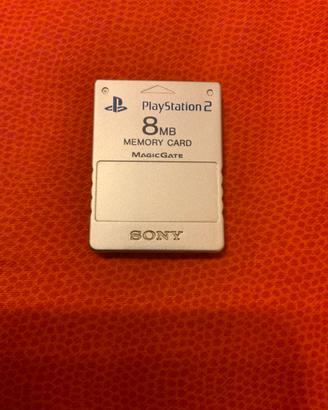 PlayStation 2
8MB
MEMORY CARD
MAGICGATE
SONY